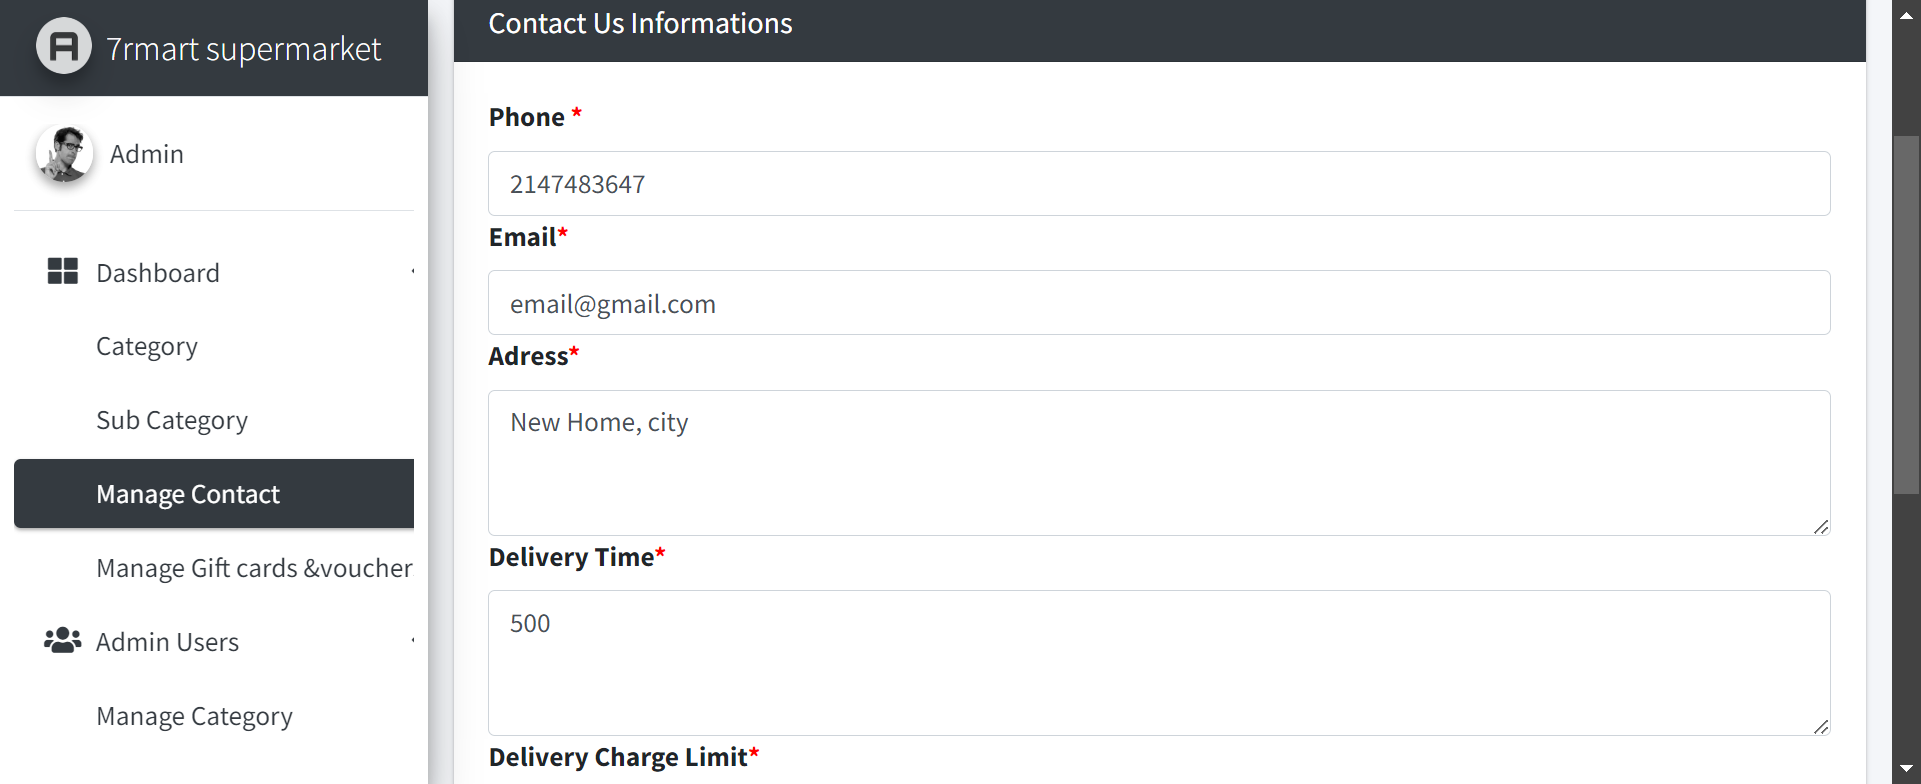 7rmart supermarket
Admin
Dashboard
Category
Sub Category
Manage Contact
Manage Gift cards &voucher
Admin Users
Manage Category
Contact Us Informations
Phone *
2147483647
Email*
email@gmail.com
Adress*
New Home, city
Delivery Time*
500
Delivery Charge Limit*